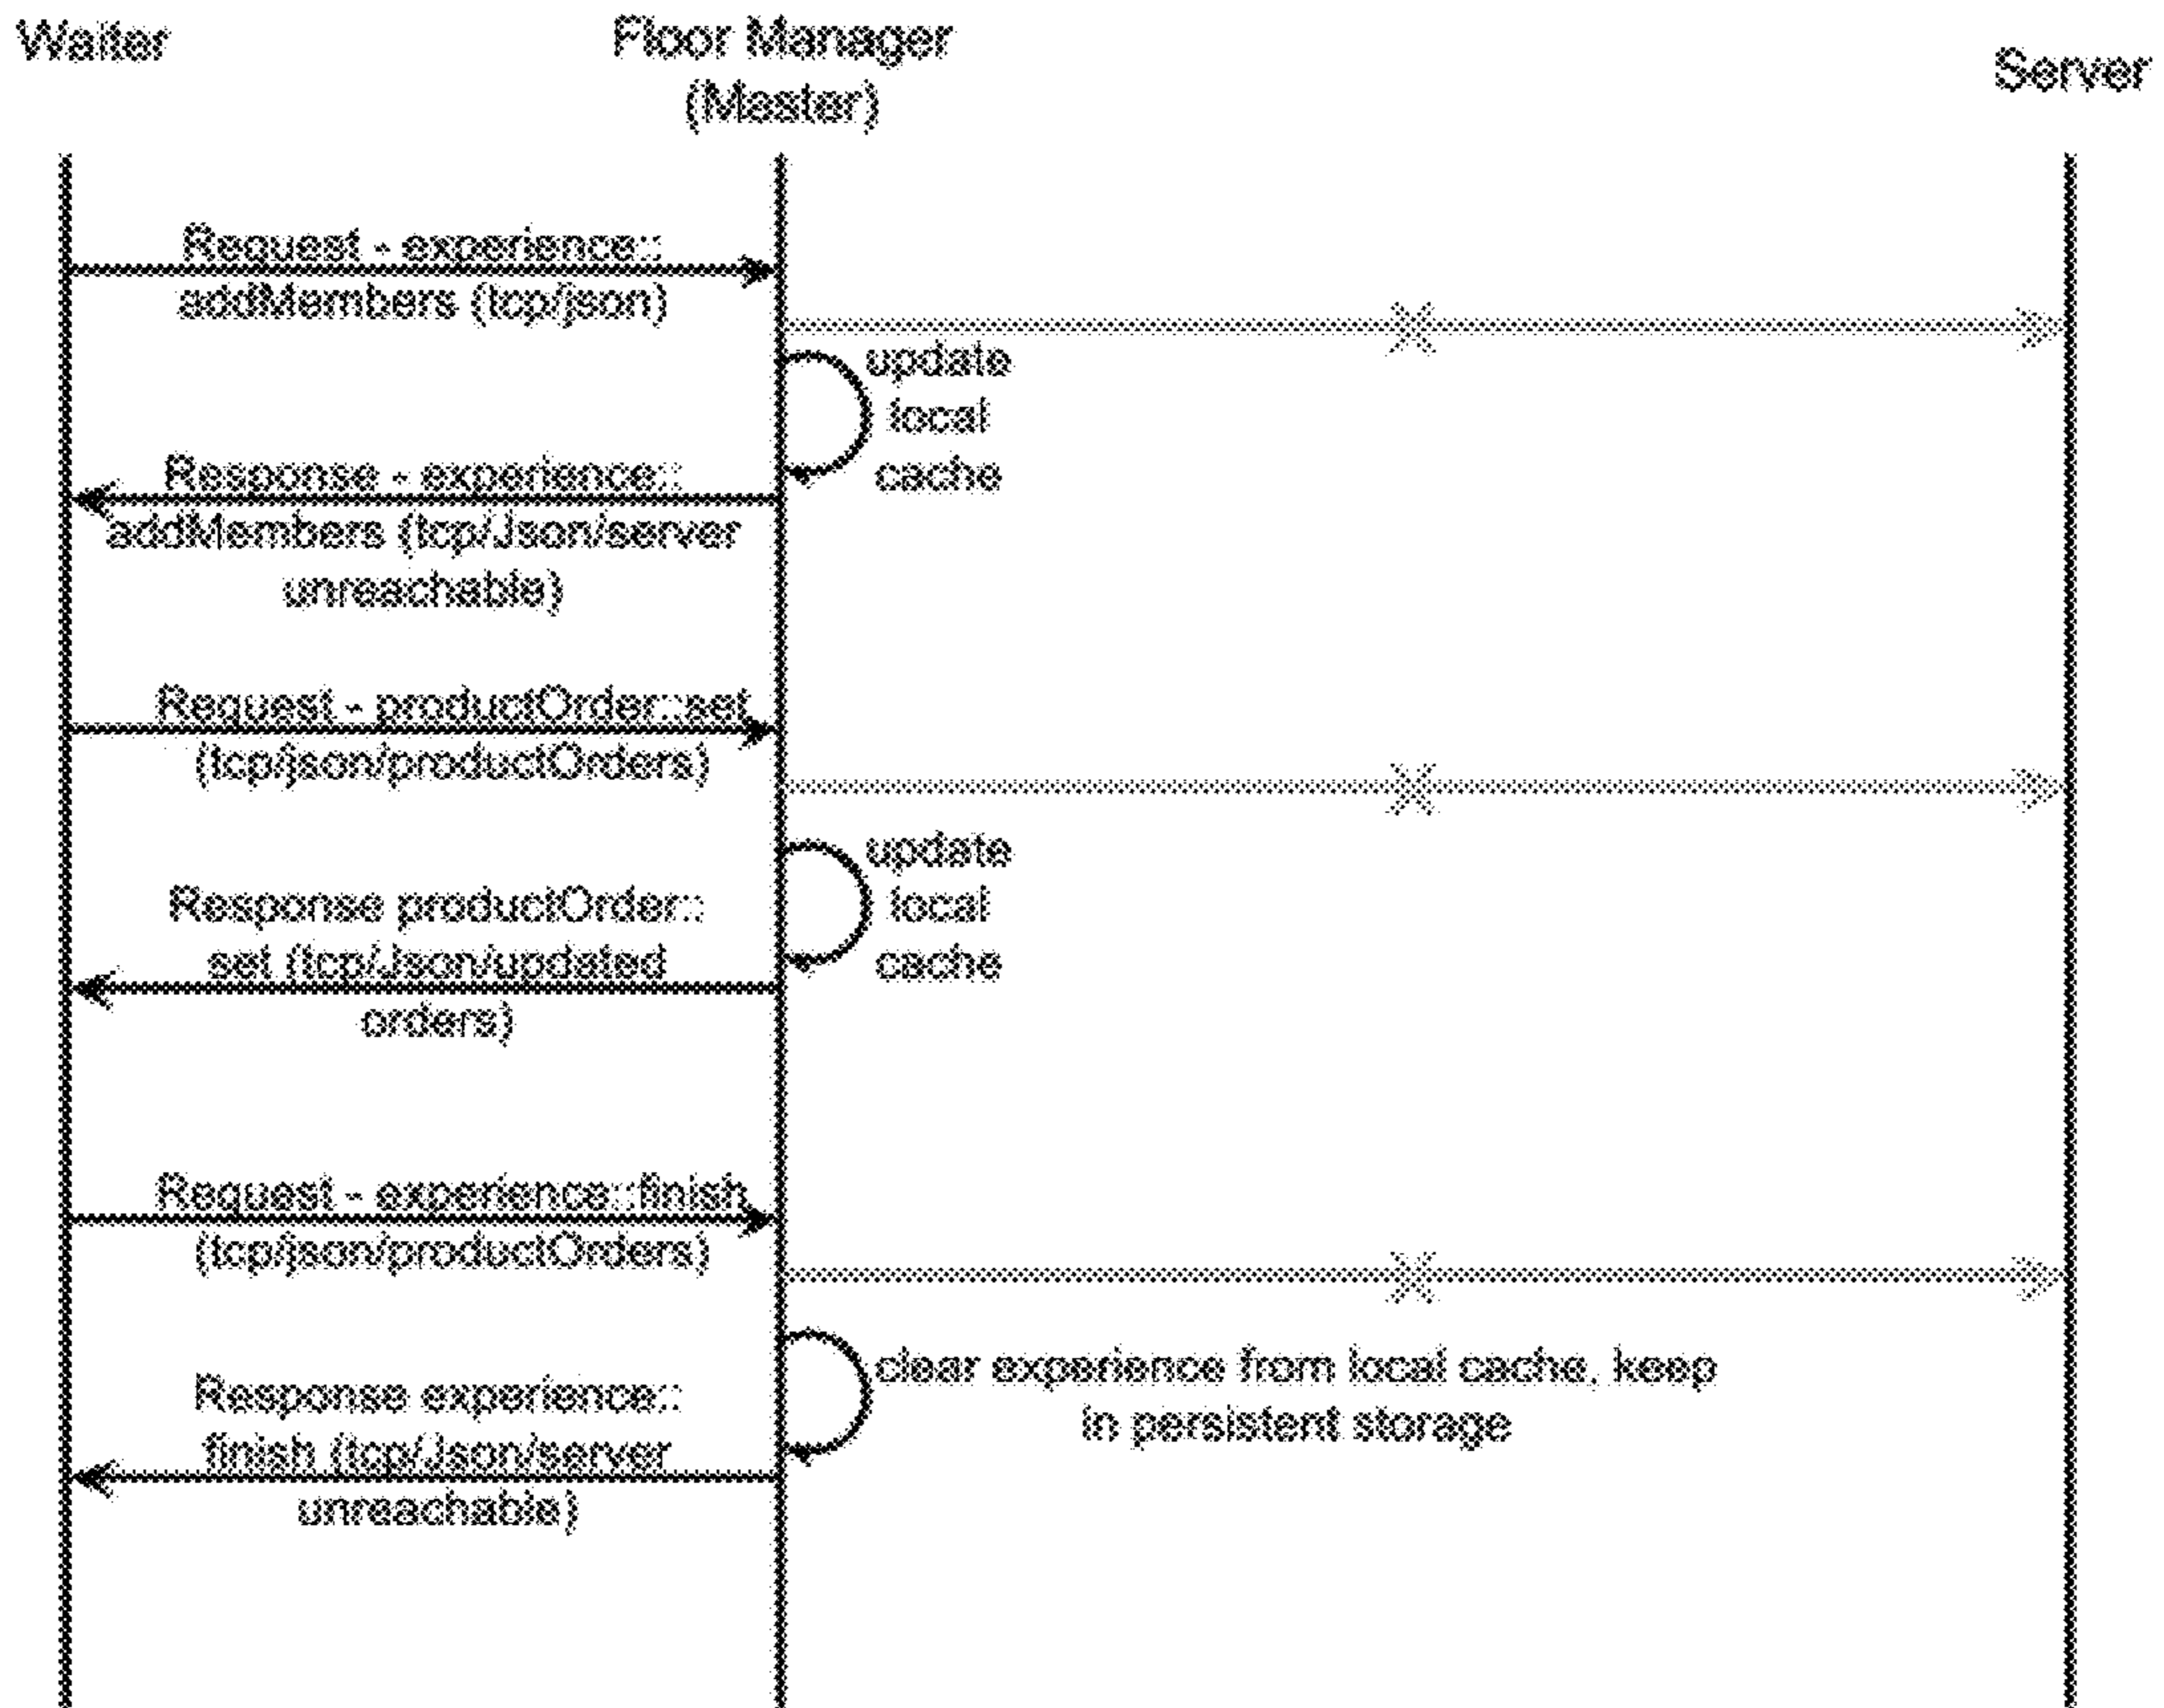 Waiter
Floor Manager
(Master)
Server
Request - experience::
addMembers (tcp/json)
update
local
cache
Response - experience::
addMembers (tcp/Json/server
unreachable)
Request - productOrder::set
(tcp/json/productOrders)
update
local
cache
Response productOrder::
set (tcp/Json/updated
orders)
Request - experience::finish
(tcp/json/productOrders)
clear experience from local cache, keep
in persistent storage
Response experience::
finish (tcp/Json/server
unreachable)